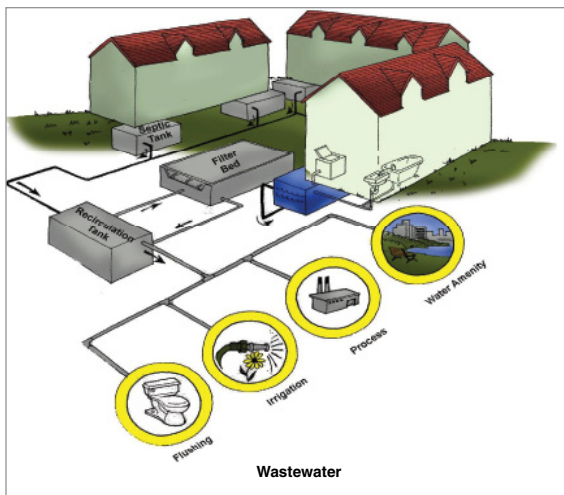 Septic
Tank
Filter
Bed
Recirculation
Tank
Water Amenity
Process
Irrigation
Flushing
Wastewater